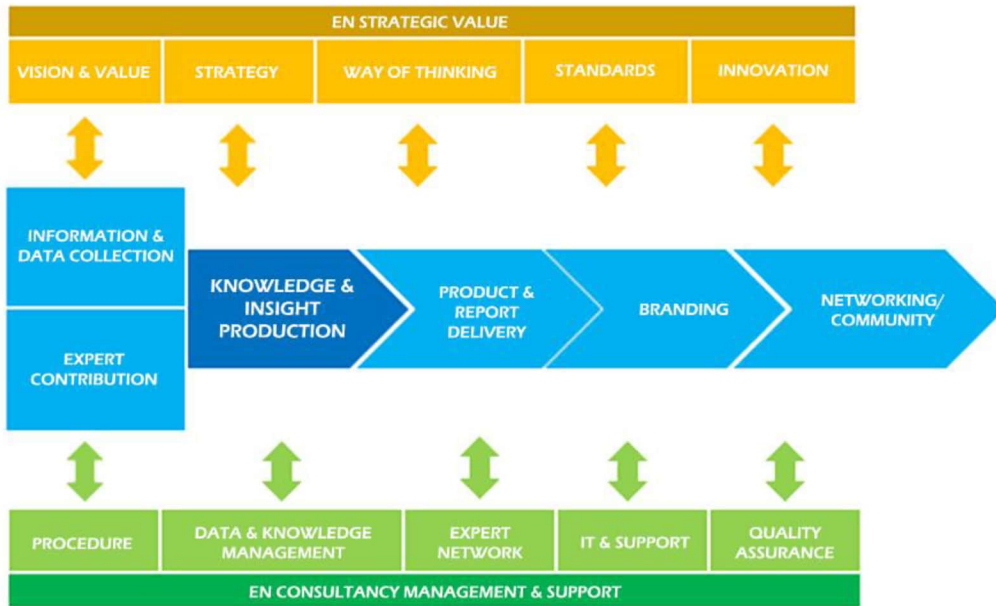 EN STRATEGIC VALUE
VISION & VALUE
STRATEGY
WAY OF THINKING
STANDARDS
INNOVATION
INFORMATION &
DATA COLLECTION
EXPERT
CONTRIBUTION
KNOWLEDGE &
INSIGHT
PRODUCTION
PRODUCT &
REPORT
DELIVERY
BRANDING
NETWORKING/
COMMUNITY
PROCEDURE
DATA & KNOWLEDGE
MANAGEMENT
EXPERT
NETWORK
IT & SUPPORT
QUALITY
ASSURANCE
EN CONSULTANCY MANAGEMENT & SUPPORT